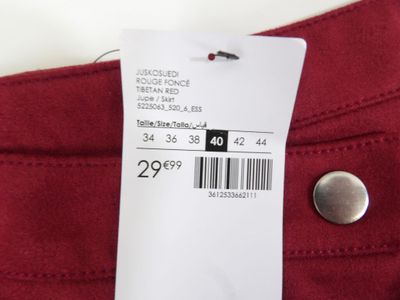 JUSKOSUEDI
ROUGE FONCÉ
TIBETAN RED
Jupe / Skirt
5225063_520_6_ESS
Taille/Size/Talla/قياس
34 36 38 40 42 44
29€99
3612533662111